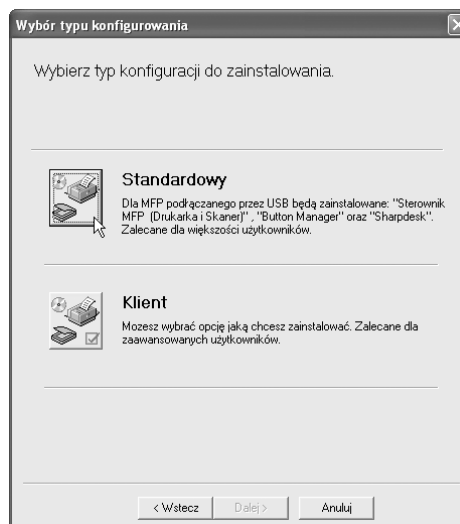 Wybór typu konfigurowania
Wybierz typ konfiguracji do zainstalowania.
Standardowy
Dla MFP podłączanego przez USB będą zainstalowane: "Sterownik
MFP (Drukarka i Skaner)" , "Button Manager" oraz "Sharpdesk".
Zalecane dla większości użytkowników.
Klient
Mozesz wybrać opcję jaką chcesz zainstalować. Zalecane dla
zaawansowanych użytkowników.
< Wstecz
Dalej >
Anuluj